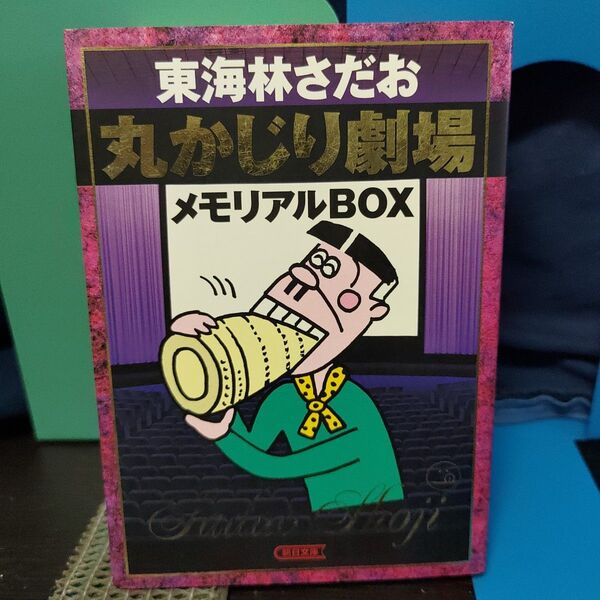 東海林さだお
丸かじり劇場
メモリアルBOX
Sadao Shoji
朝日文庫